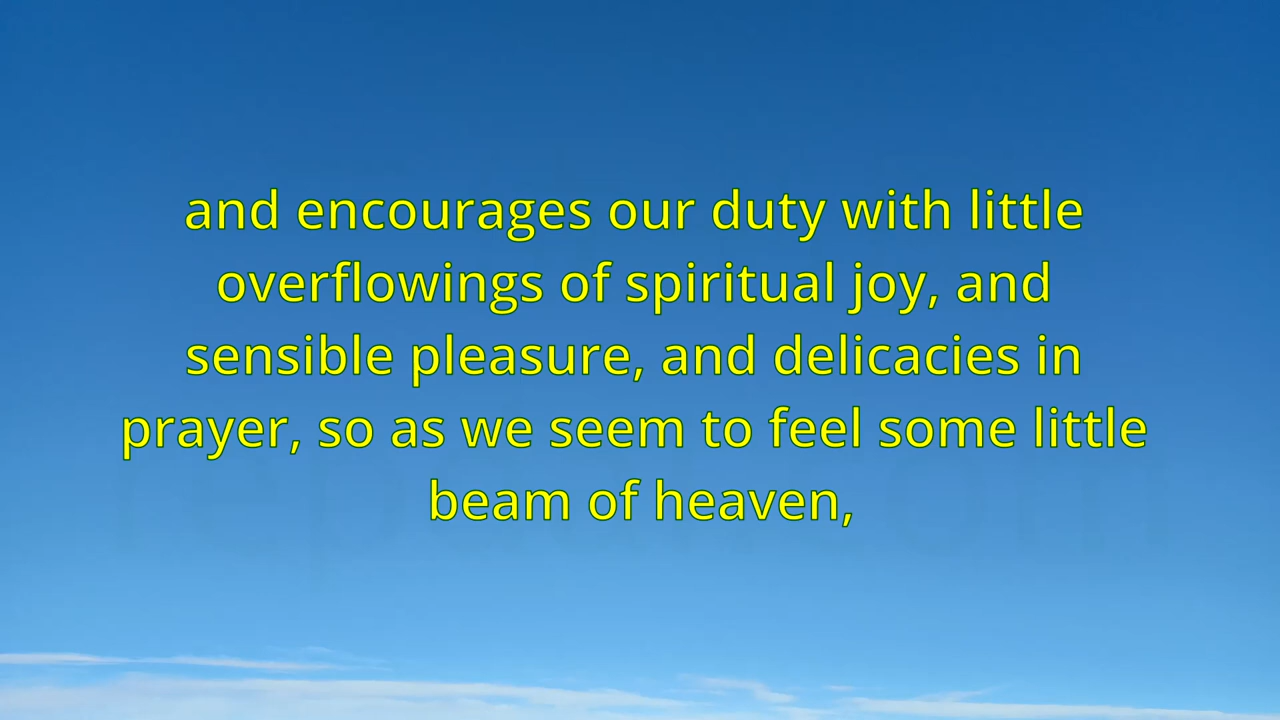 and encourages our duty with little
overflowings of spiritual joy, and
sensible pleasure, and delicacies in
prayer, so as we seem to feel some little
beam of heaven,